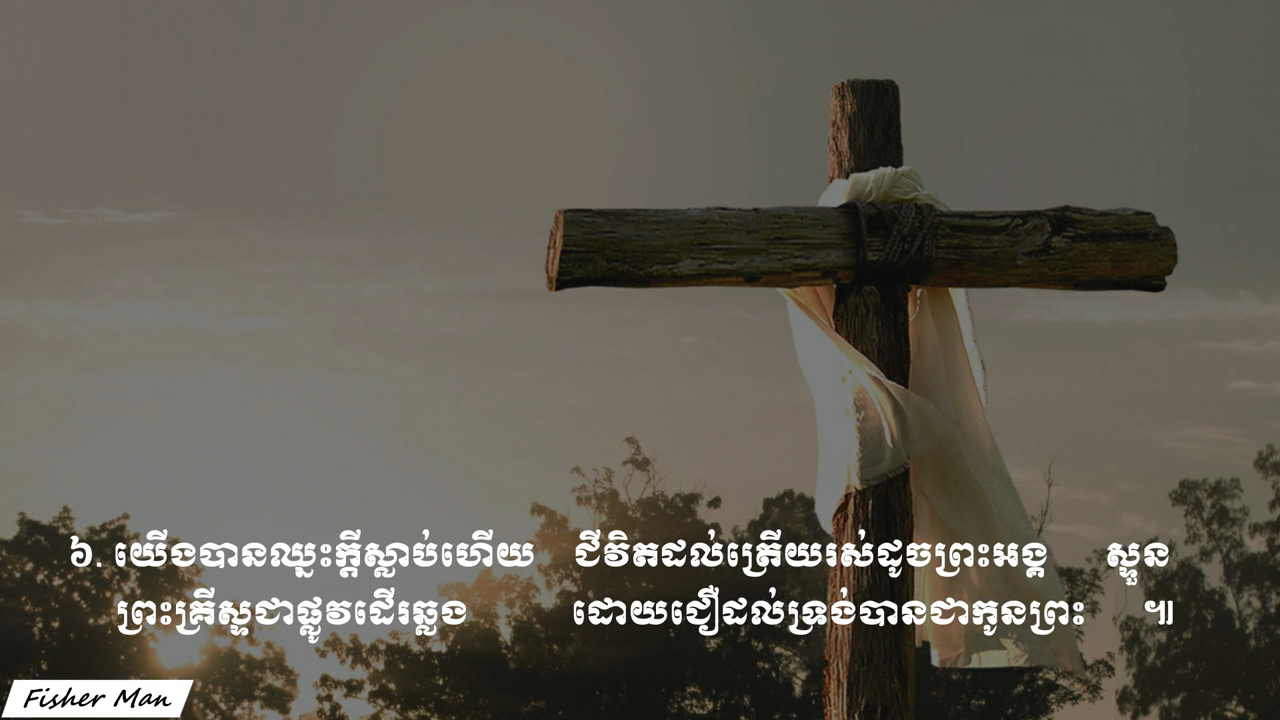 ៦. យើងបានឈ្នះក្ដីស្លាប់ហើយ ជីវិតដល់ត្រើយរស់ដូចព្រះអង្គ ស្ទួន
ព្រះគ្រីស្ទជាផ្លូវដើរឆ្លង ដោយជឿដល់ទ្រង់បានជាកូនព្រះ ៕
Fisher Man